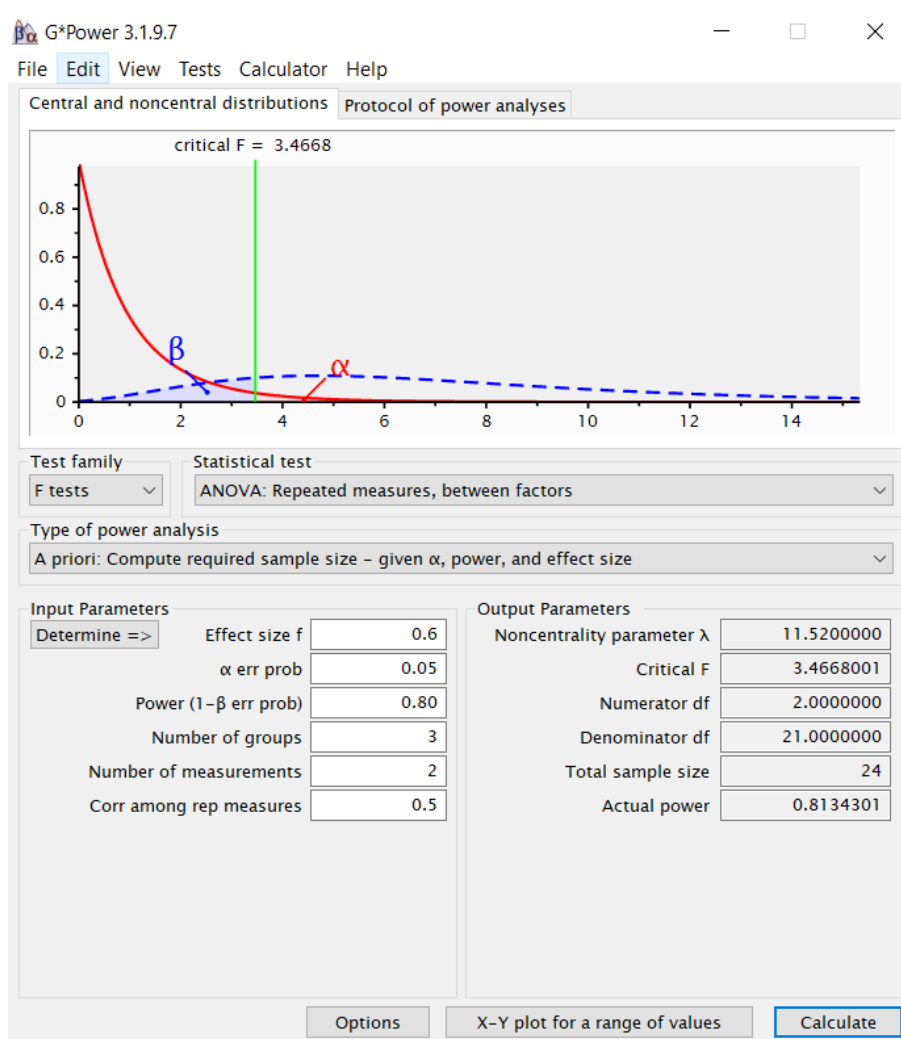 βα G*Power 3.1.9.7
File Edit View Tests Calculator Help
Central and noncentral distributions Protocol of power analyses
critical F = 3.4668
0.8
0.6
0.4
0.2
0
β
α
0 2 4 6 8 10 12 14
Test family Statistical test
F tests ANOVA: Repeated measures, between factors
Type of power analysis
A priori: Compute required sample size – given α, power, and effect size
Input Parameters Output Parameters
Determine => Effect size f 0.6 Noncentrality parameter λ 11.5200000
α err prob 0.05 Critical F 3.4668001
Power (1–β err prob) 0.80 Numerator df 2.0000000
Number of groups 3 Denominator df 21.0000000
Number of measurements 2 Total sample size 24
Corr among rep measures 0.5 Actual power 0.8134301
Options X–Y plot for a range of values Calculate